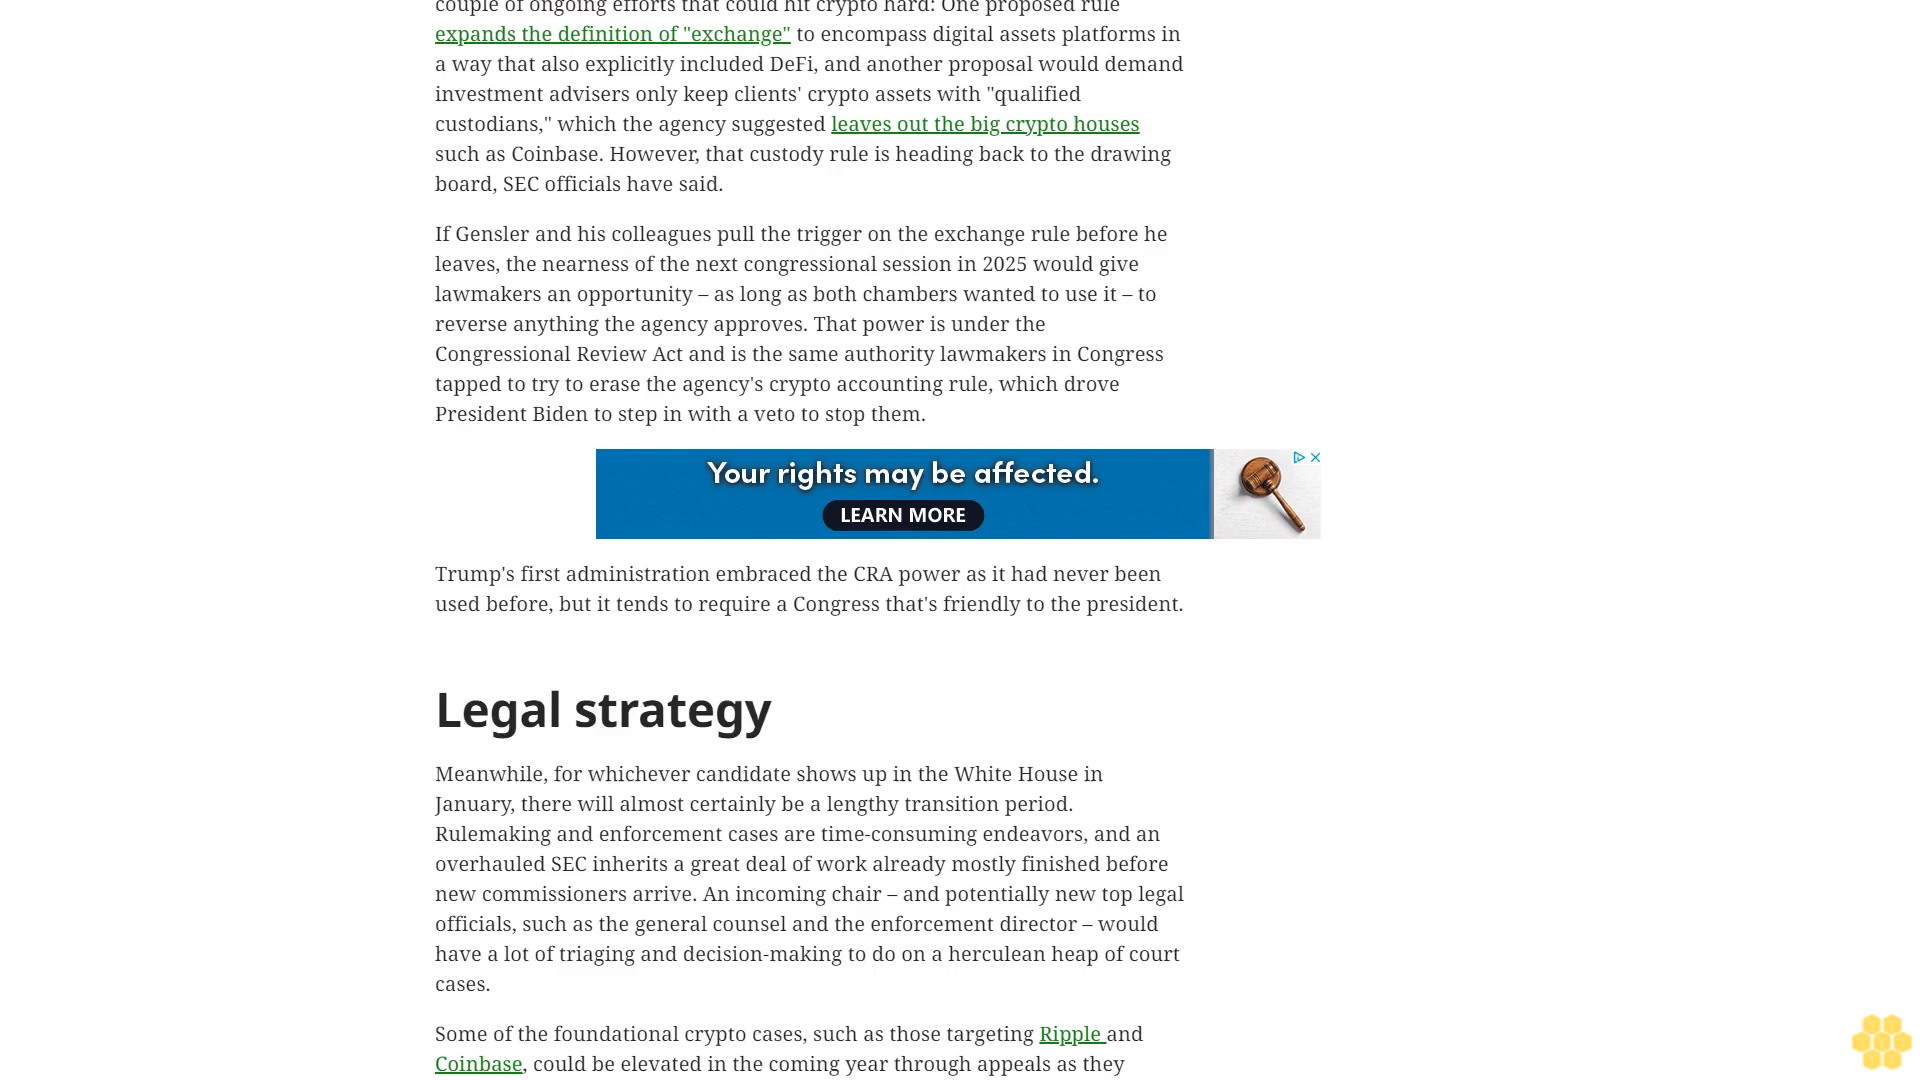 couple of ongoing efforts that could hit crypto hard: One proposed rule
expands the definition of "exchange" to encompass digital assets platforms in
a way that also explicitly included DeFi, and another proposal would demand
investment advisers only keep clients' crypto assets with "qualified
custodians," which the agency suggested leaves out the big crypto houses
such as Coinbase. However, that custody rule is heading back to the drawing
board, SEC officials have said.
If Gensler and his colleagues pull the trigger on the exchange rule before he
leaves, the nearness of the next congressional session in 2025 would give
lawmakers an opportunity – as long as both chambers wanted to use it – to
reverse anything the agency approves. That power is under the
Congressional Review Act and is the same authority lawmakers in Congress
tapped to try to erase the agency's crypto accounting rule, which drove
President Biden to step in with a veto to stop them.
Your rights may be affected.
LEARN MORE
Trump's first administration embraced the CRA power as it had never been
used before, but it tends to require a Congress that's friendly to the president.
Legal strategy
Meanwhile, for whichever candidate shows up in the White House in
January, there will almost certainly be a lengthy transition period.
Rulemaking and enforcement cases are time-consuming endeavors, and an
overhauled SEC inherits a great deal of work already mostly finished before
new commissioners arrive. An incoming chair – and potentially new top legal
officials, such as the general counsel and the enforcement director – would
have a lot of triaging and decision-making to do on a herculean heap of court
cases.
Some of the foundational crypto cases, such as those targeting Ripple and
Coinbase, could be elevated in the coming year through appeals as they